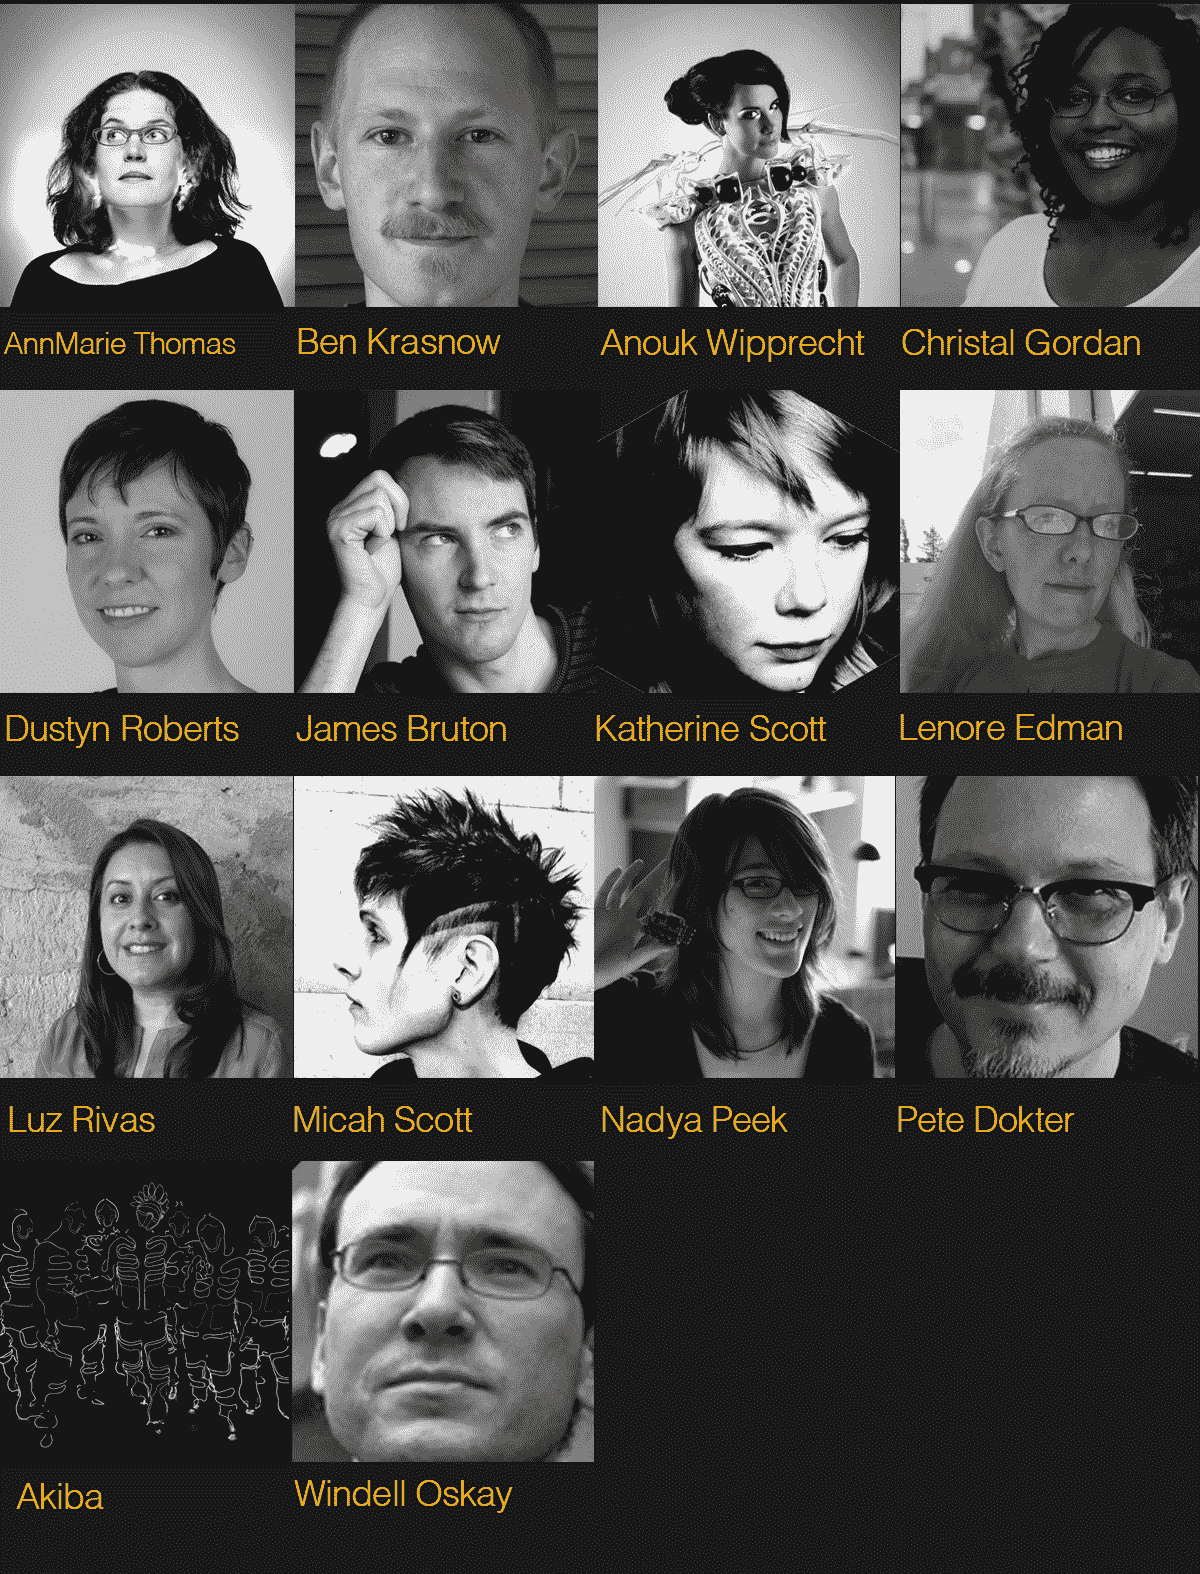 AnnMarie Thomas
Ben Krasnow
Anouk Wipprecht
Christal Gordan
Dustyn Roberts
James Bruton
Katherine Scott
Lenore Edman
Luz Rivas
Micah Scott
Nadya Peek
Pete Dokter
Akiba
Windell Oskay